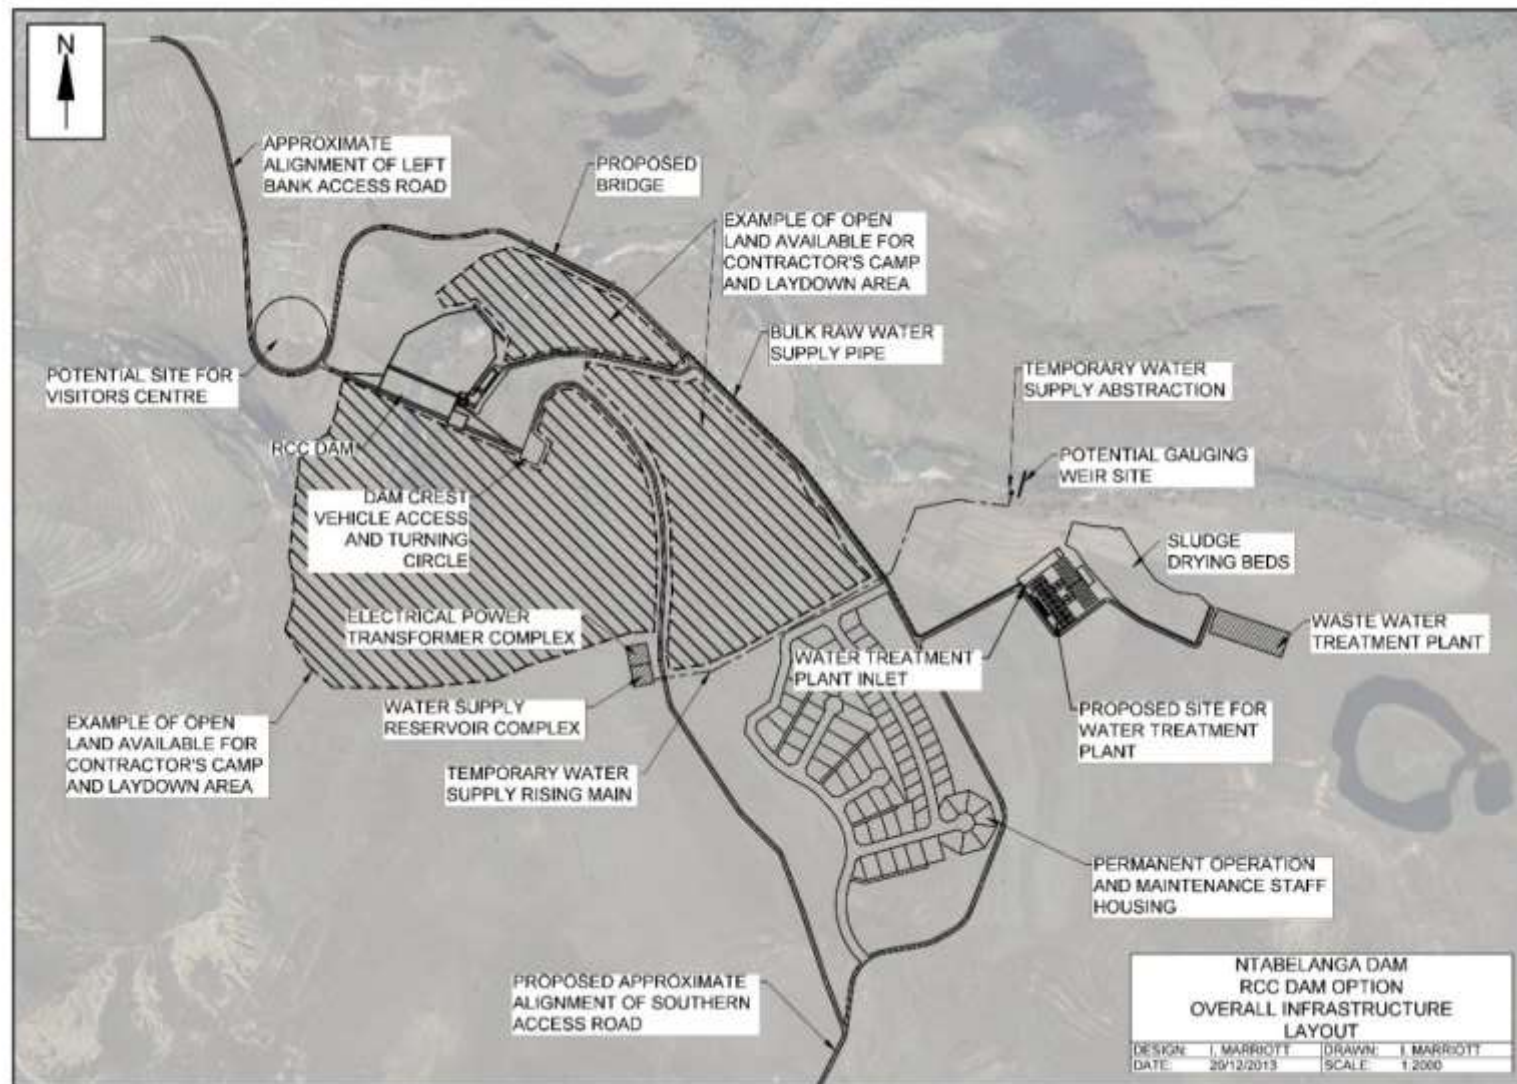 N
APPROXIMATE
ALIGNMENT OF LEFT
BANK ACCESS ROAD
PROPOSED
BRIDGE
EXAMPLE OF OPEN
LAND AVAILABLE FOR
CONTRACTOR'S CAMP
AND LAYDOWN AREA
BULK RAW WATER
SUPPLY PIPE
TEMPORARY WATER
SUPPLY ABSTRACTION
POTENTIAL SITE FOR
VISITORS CENTRE
RCC DAM
POTENTIAL GAUGING
WEIR SITE
DAM CREST
VEHICLE ACCESS
AND TURNING
CIRCLE
SLUDGE
DRYING BEDS
ELECTRICAL POWER
TRANSFORMER COMPLEX
WASTE WATER
TREATMENT PLANT
WATER TREATMENT
PLANT INLET
WATER SUPPLY
RESERVOIR COMPLEX
PROPOSED SITE FOR
WATER TREATMENT
PLANT
EXAMPLE OF OPEN
LAND AVAILABLE FOR
CONTRACTOR'S CAMP
AND LAYDOWN AREA
TEMPORARY WATER
SUPPLY RISING MAIN
PERMANENT OPERATION
AND MAINTENANCE STAFF
HOUSING
PROPOSED APPROXIMATE
ALIGNMENT OF SOUTHERN
ACCESS ROAD
NTABELANGA DAM
RCC DAM OPTION
OVERALL INFRASTRUCTURE
LAYOUT
DESIGN: I. MARRIOTT DRAWN: I. MARRIOTT
DATE: 20/12/2013 SCALE: 1:2000